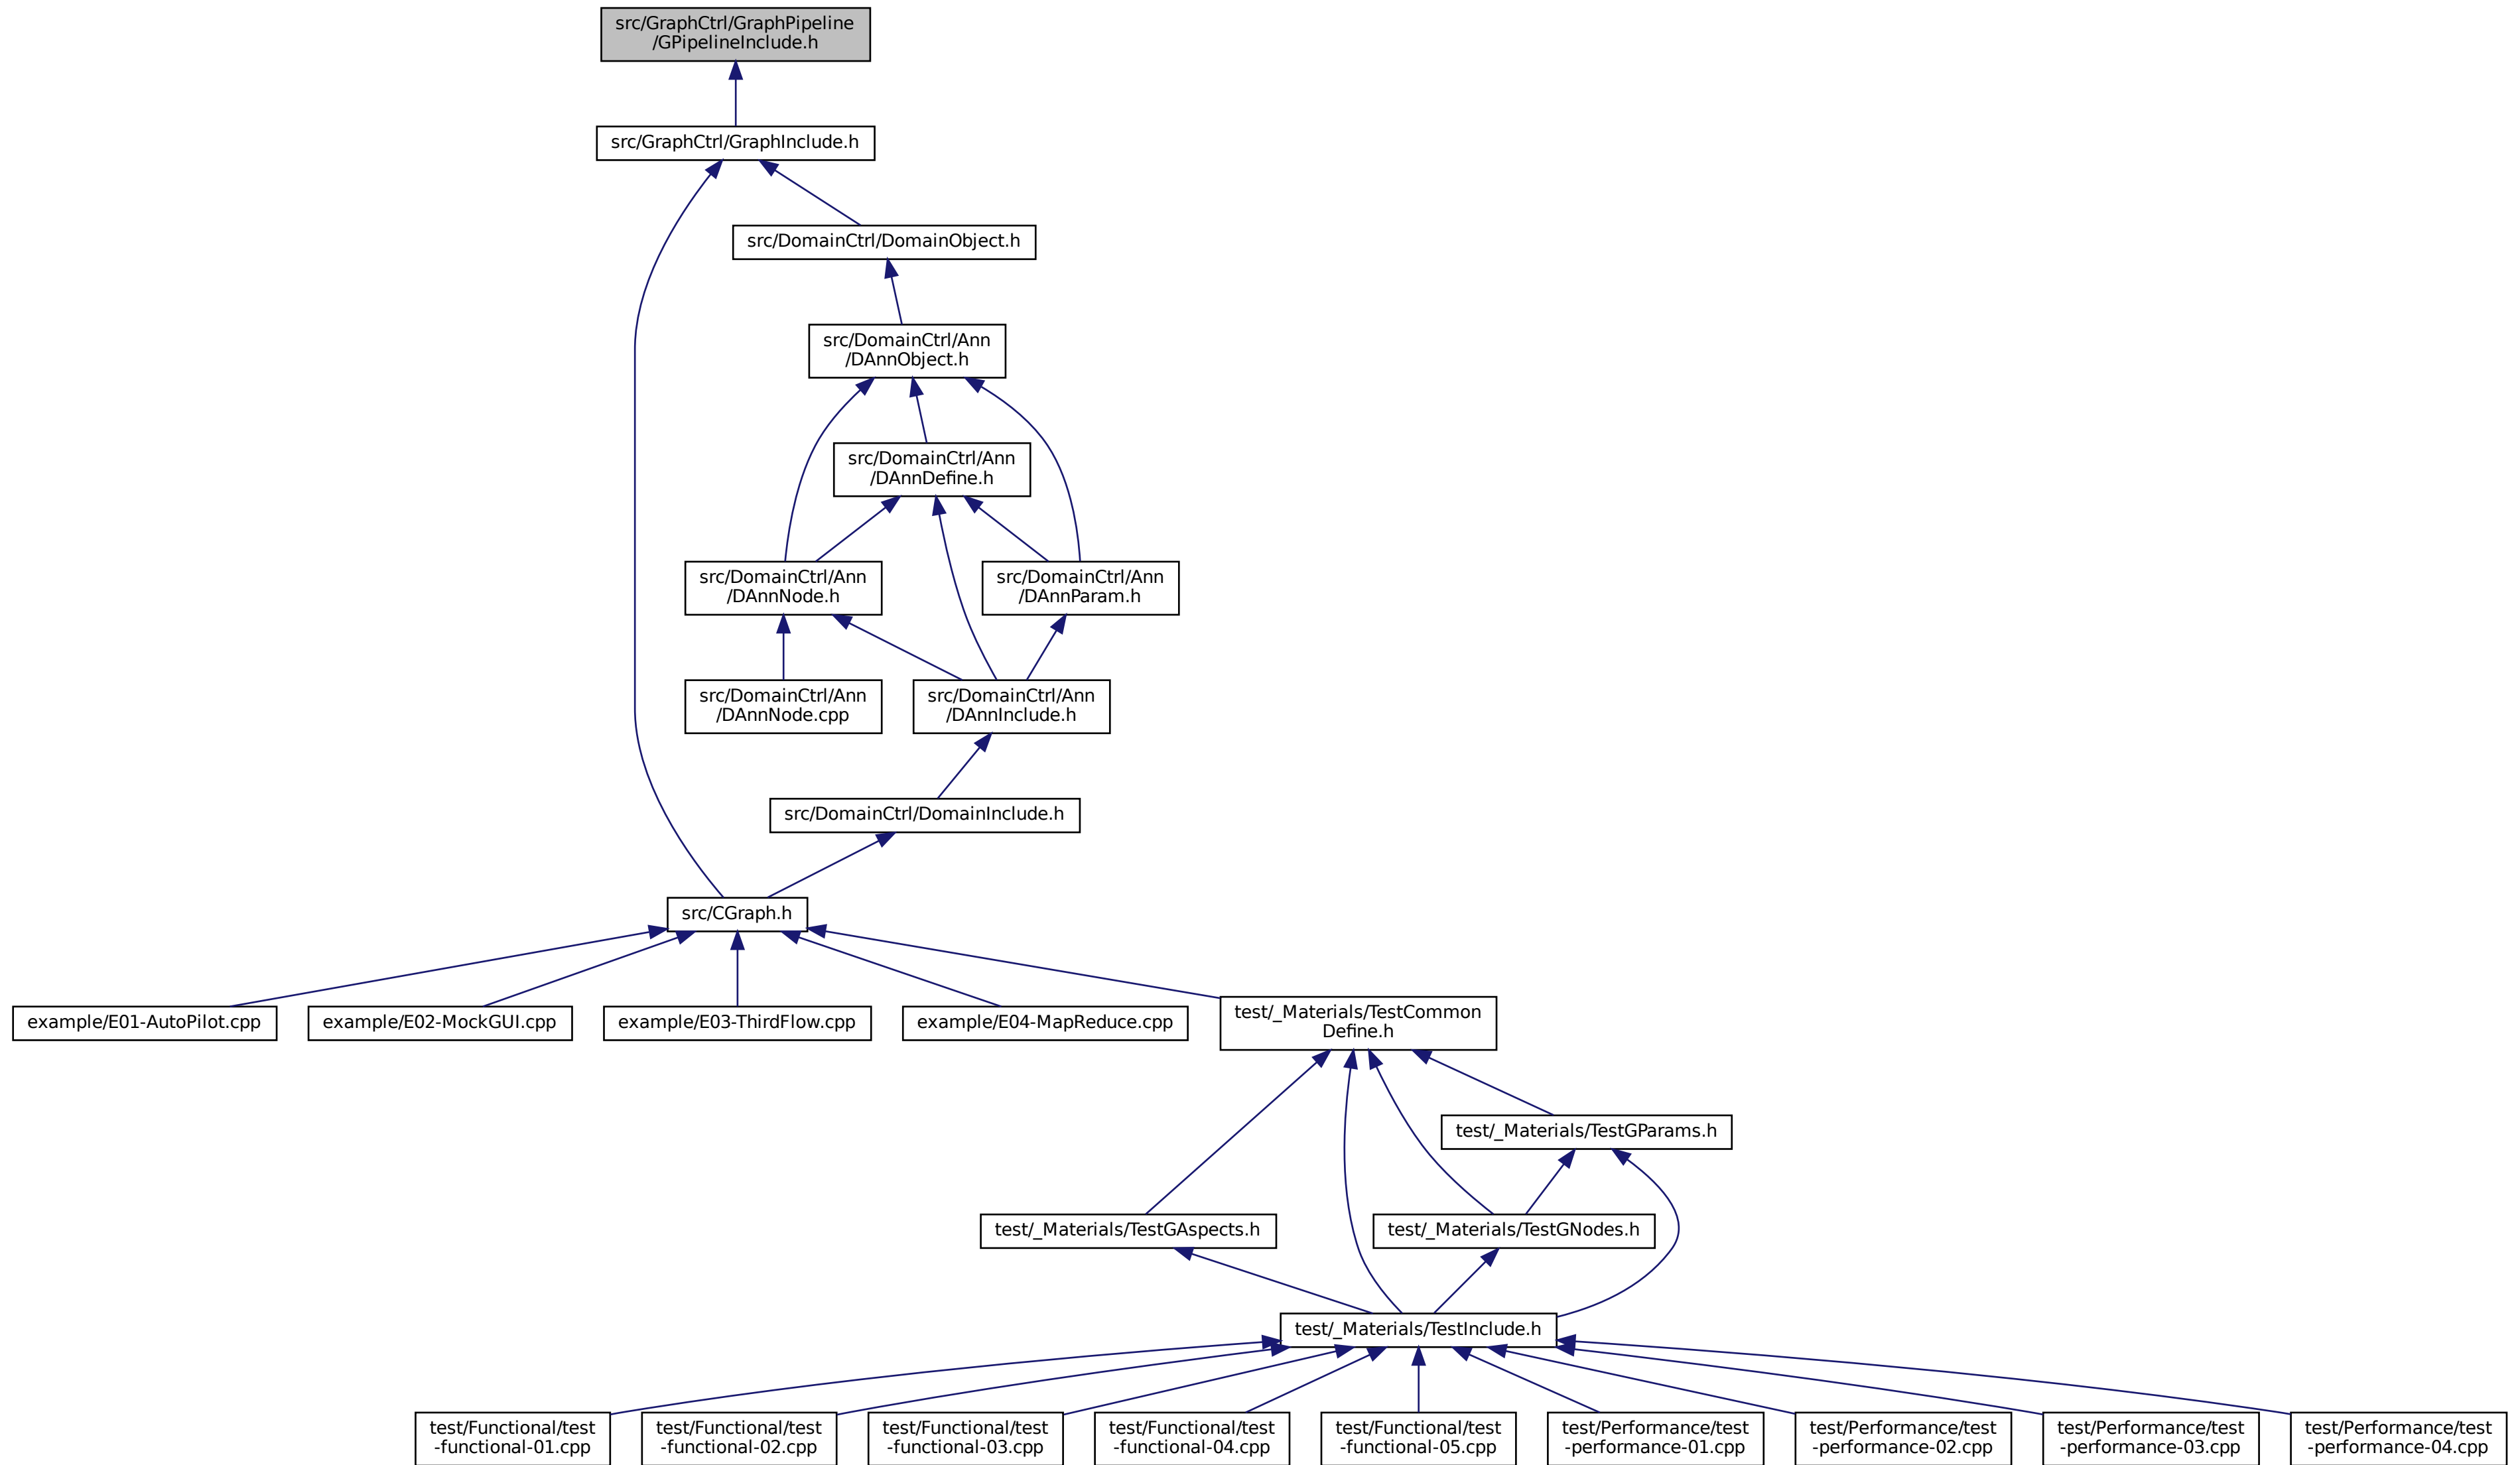 src/GraphCtrl/GraphPipeline
/GPipelineInclude.h
src/GraphCtrl/GraphInclude.h
src/DomainCtrl/DomainObject.h
src/DomainCtrl/Ann
/DAnnObject.h
src/DomainCtrl/Ann
/DAnnDefine.h
src/DomainCtrl/Ann
/DAnnNode.h
src/DomainCtrl/Ann
/DAnnParam.h
src/DomainCtrl/Ann
/DAnnNode.cpp
src/DomainCtrl/Ann
/DAnnInclude.h
src/DomainCtrl/DomainInclude.h
src/CGraph.h
example/E01-AutoPilot.cpp
example/E02-MockGUI.cpp
example/E03-ThirdFlow.cpp
example/E04-MapReduce.cpp
test/_Materials/TestCommon
Define.h
test/_Materials/TestGParams.h
test/_Materials/TestGAspects.h
test/_Materials/TestGNodes.h
test/_Materials/TestInclude.h
test/Functional/test
-functional-01.cpp
test/Functional/test
-functional-02.cpp
test/Functional/test
-functional-03.cpp
test/Functional/test
-functional-04.cpp
test/Functional/test
-functional-05.cpp
test/Performance/test
-performance-01.cpp
test/Performance/test
-performance-02.cpp
test/Performance/test
-performance-03.cpp
test/Performance/test
-performance-04.cpp